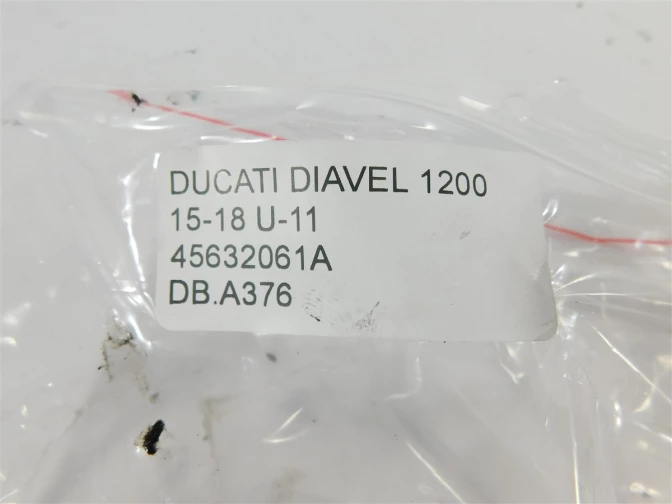 DUCATI DIAVEL 1200
15-18 U-11
45632061A
DB.A376